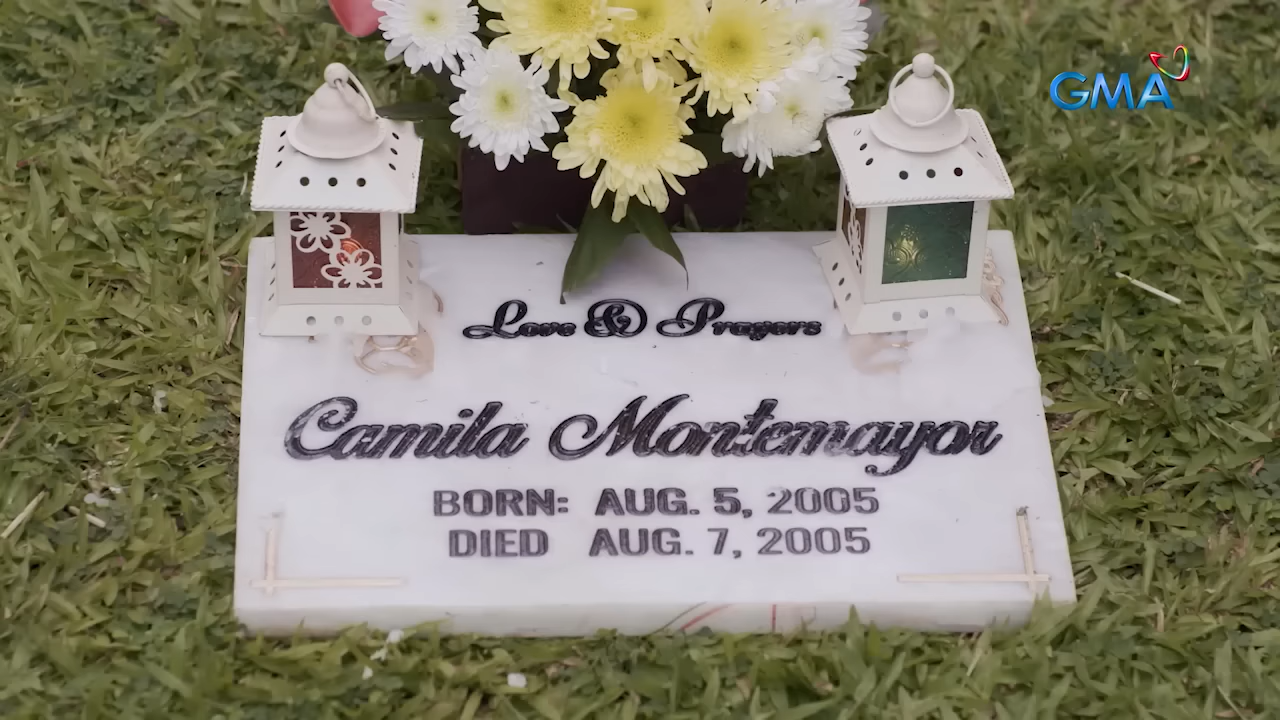 GMA
Love & Prayers
Camila Montemayor
BORN: AUG. 5, 2005
DIED AUG. 7, 2005